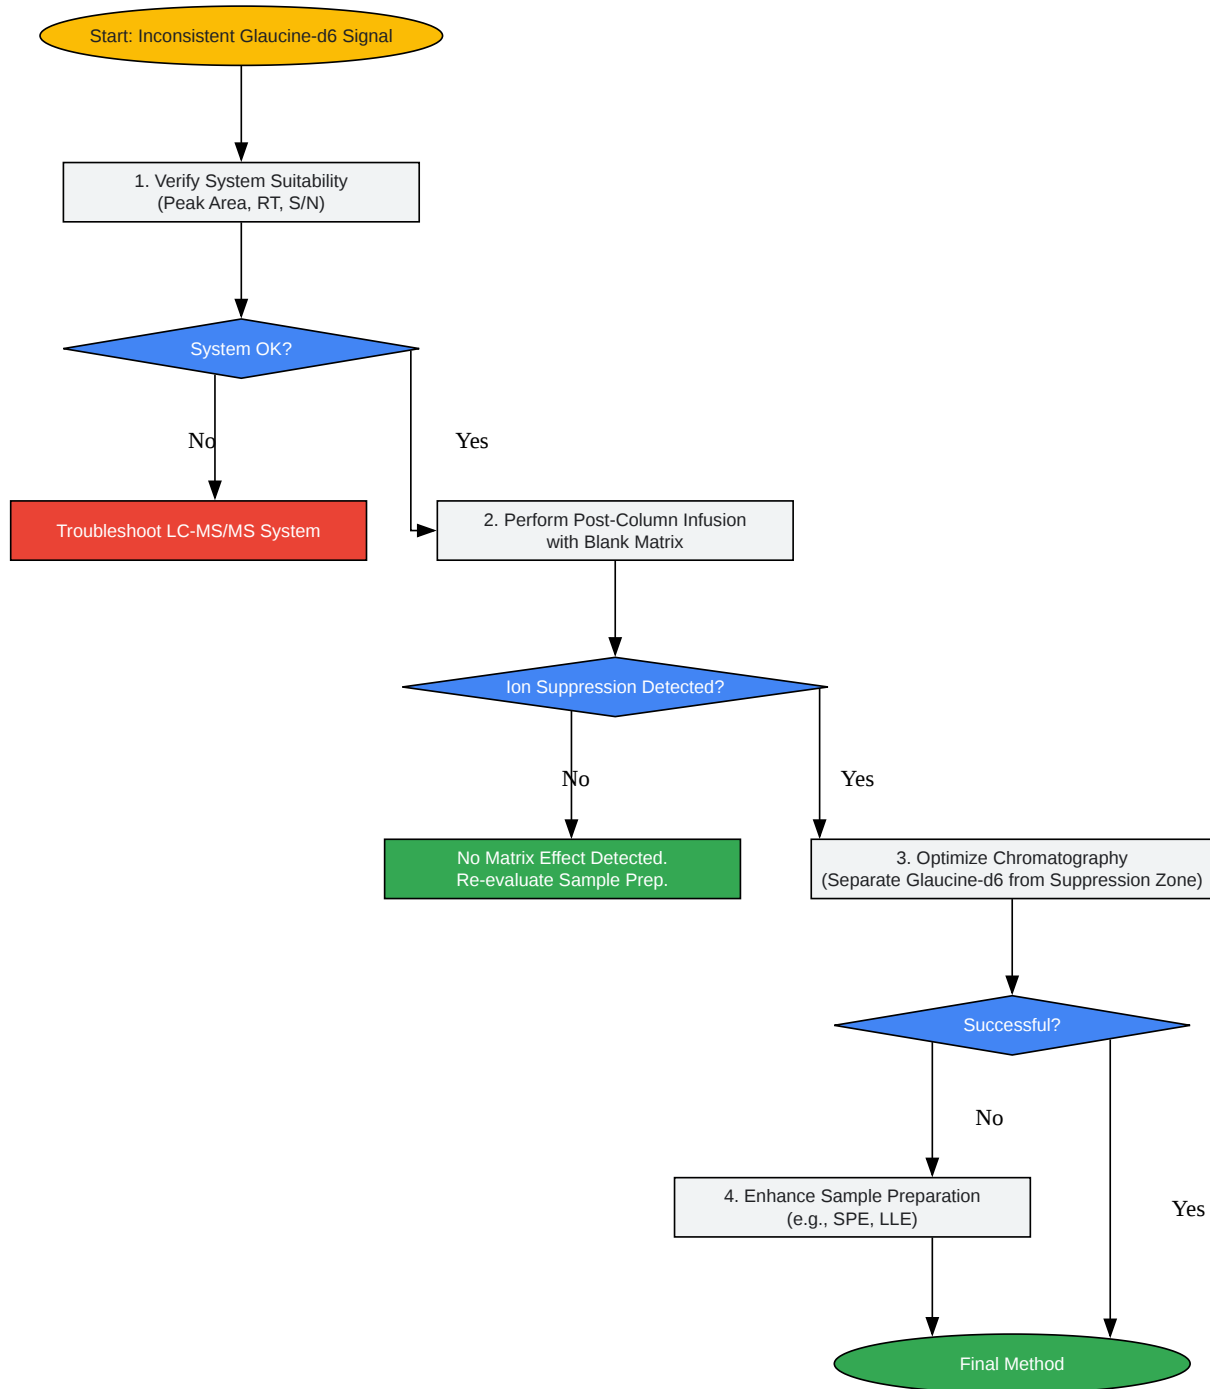 Start: Inconsistent Glaucine-d6 Signal
1. Verify System Suitability
(Peak Area, RT, S/N)
System OK?
No
Yes
Troubleshoot LC-MS/MS System
2. Perform Post-Column Infusion
with Blank Matrix
Ion Suppression Detected?
No
Yes
No Matrix Effect Detected.
Re-evaluate Sample Prep.
3. Optimize Chromatography
(Separate Glaucine-d6 from Suppression Zone)
Successful?
No
4. Enhance Sample Preparation
(e.g., SPE, LLE)
Yes
Final Method